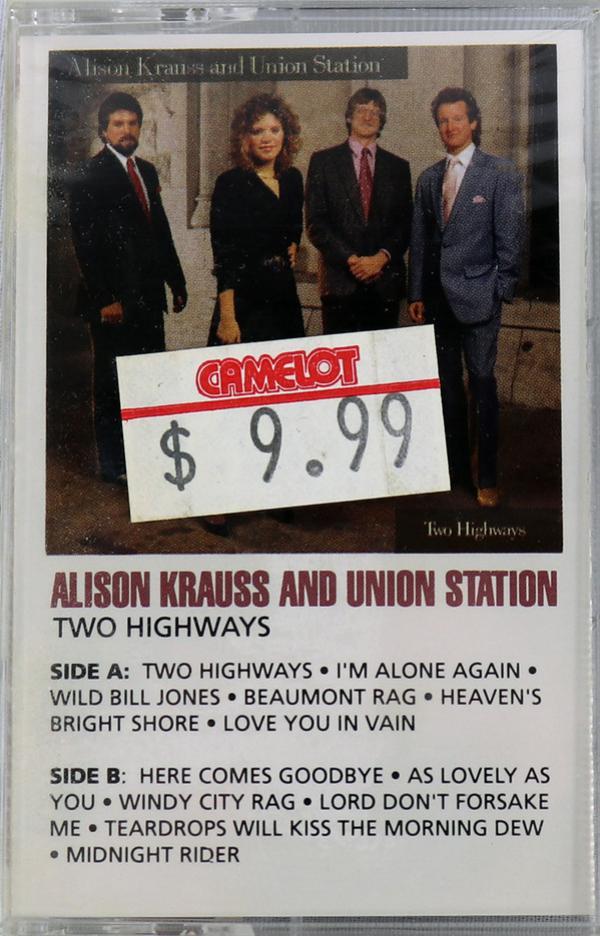 Alison Krauss and Union Station
CAMELOT
$ 9.99
Two Highways
ALISON KRAUSS AND UNION STATION
TWO HIGHWAYS
SIDE A: TWO HIGHWAYS • I'M ALONE AGAIN •
WILD BILL JONES • BEAUMONT RAG • HEAVEN'S
BRIGHT SHORE • LOVE YOU IN VAIN
SIDE B: HERE COMES GOODBYE • AS LOVELY AS
YOU • WINDY CITY RAG • LORD DON'T FORSAKE
ME • TEARDROPS WILL KISS THE MORNING DEW
• MIDNIGHT RIDER